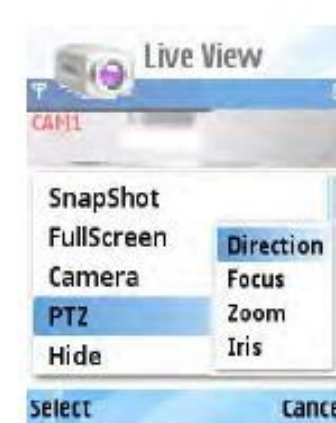 Live View
CAM1
SnapShot
FullScreen
Camera
PTZ
Hide
Direction
Focus
Zoom
Iris
Select
Cance